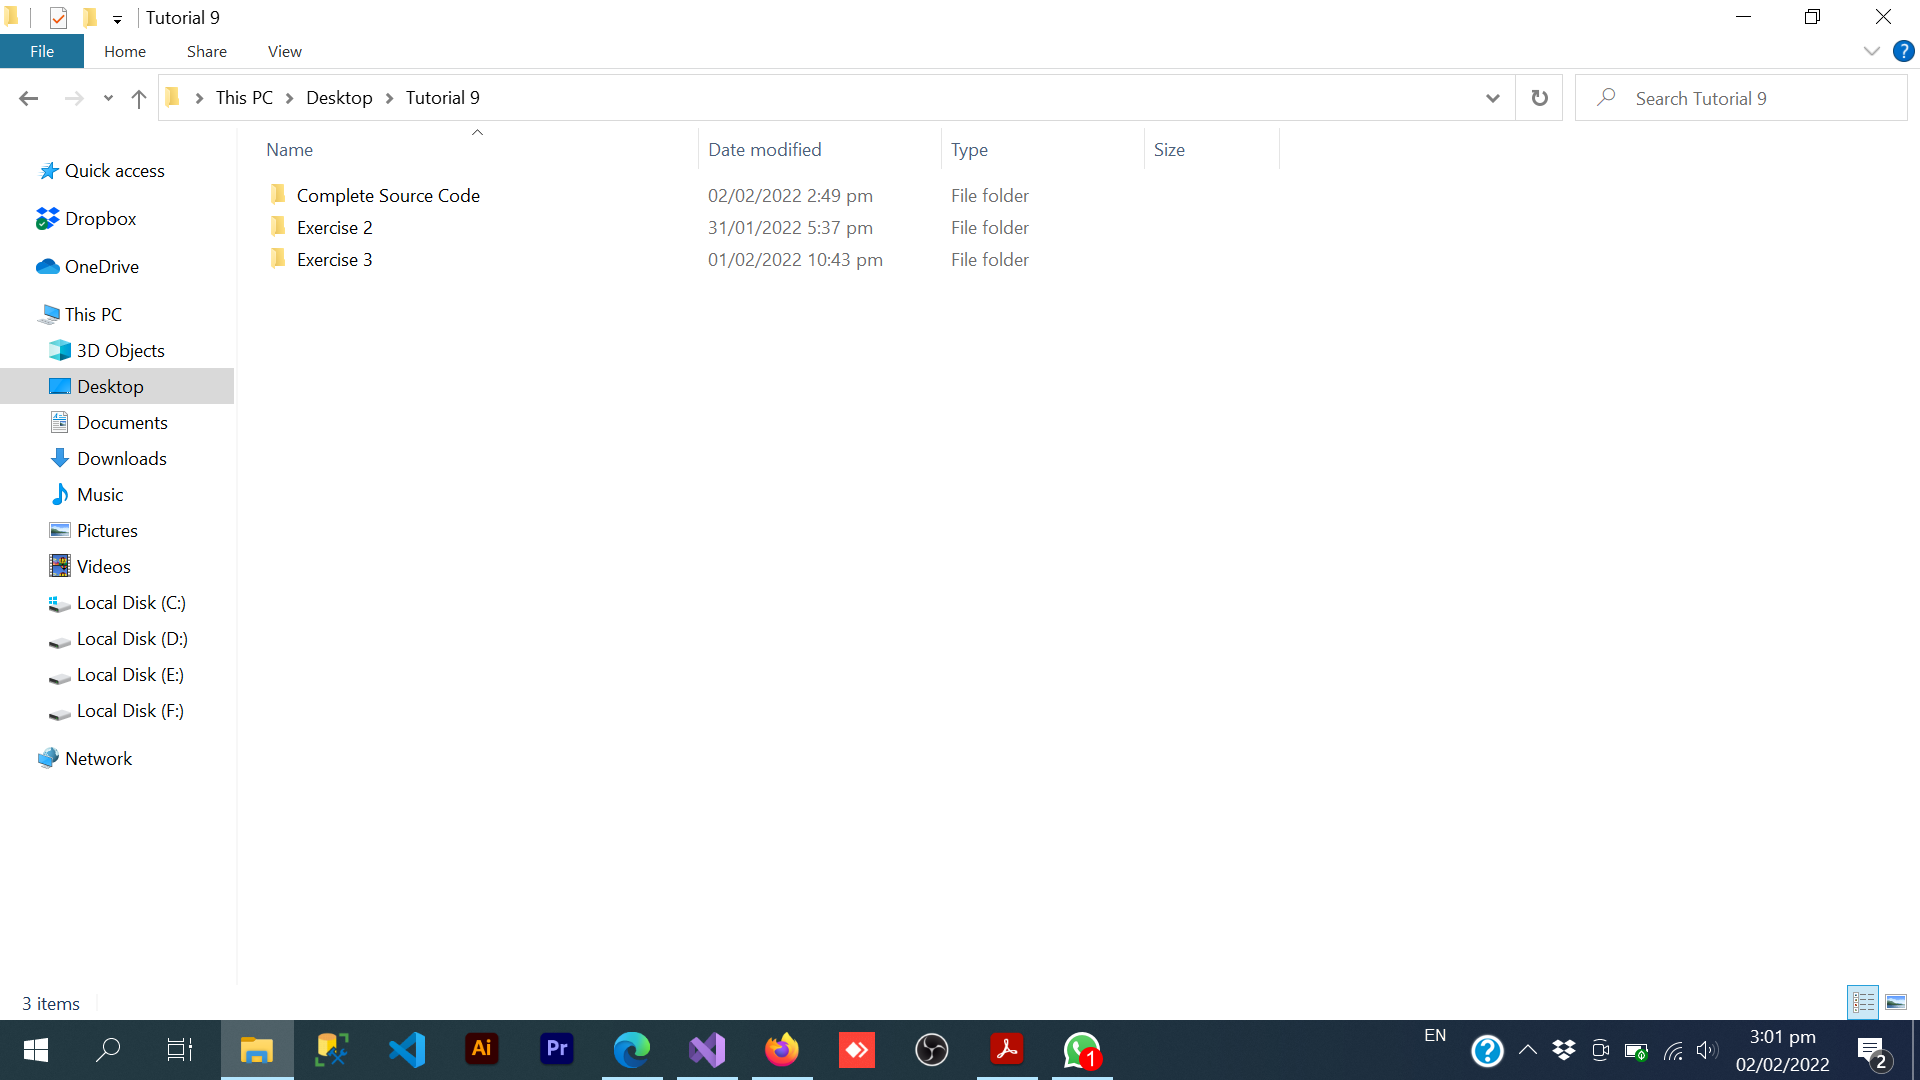 Tutorial 9
File Home Share View
This PC Desktop Tutorial 9
Search Tutorial 9
Name Date modified Type Size
Complete Source Code 02/02/2022 2:49 pm File folder
Exercise 2 31/01/2022 5:37 pm File folder
Exercise 3 01/02/2022 10:43 pm File folder
Quick access
Dropbox
OneDrive
This PC
3D Objects
Desktop
Documents
Downloads
Music
Pictures
Videos
Local Disk (C:)
Local Disk (D:)
Local Disk (E:)
Local Disk (F:)
Network
3 items
Ai Pr 1 EN 3:01 pm
02/02/2022 2